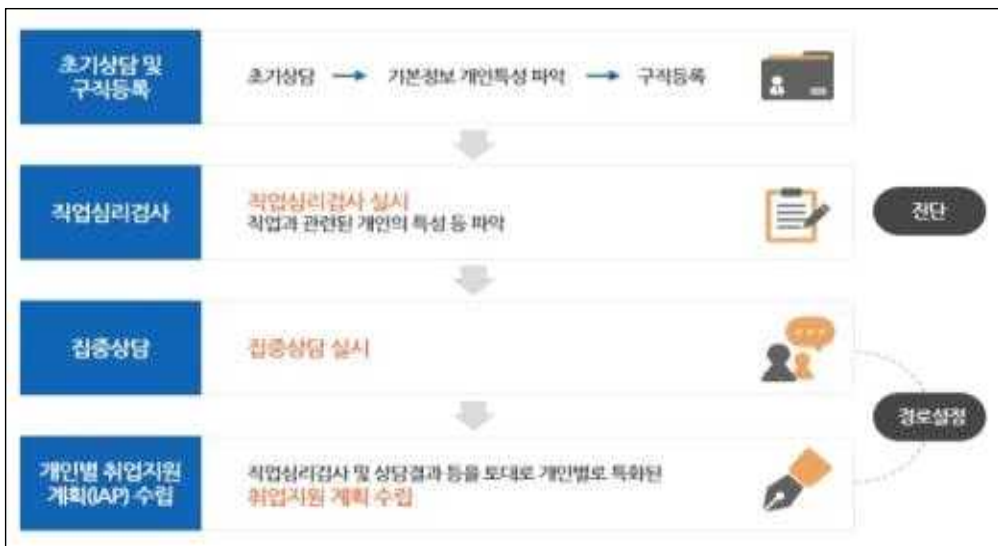 초기상담 및
구직등록
초기상담 → 기본정보 개인특성 파악 → 구직등록
직업심리검사
직업심리검사 실시
직업과 관련된 개인의 특성 등 파악
진단
집중상담
집중상담 실시
경로설정
개인별 취업지원
계획(IAP) 수립
직업심리검사 및 상담결과 등을 토대로 개인별로 특화된
취업지원 계획 수립